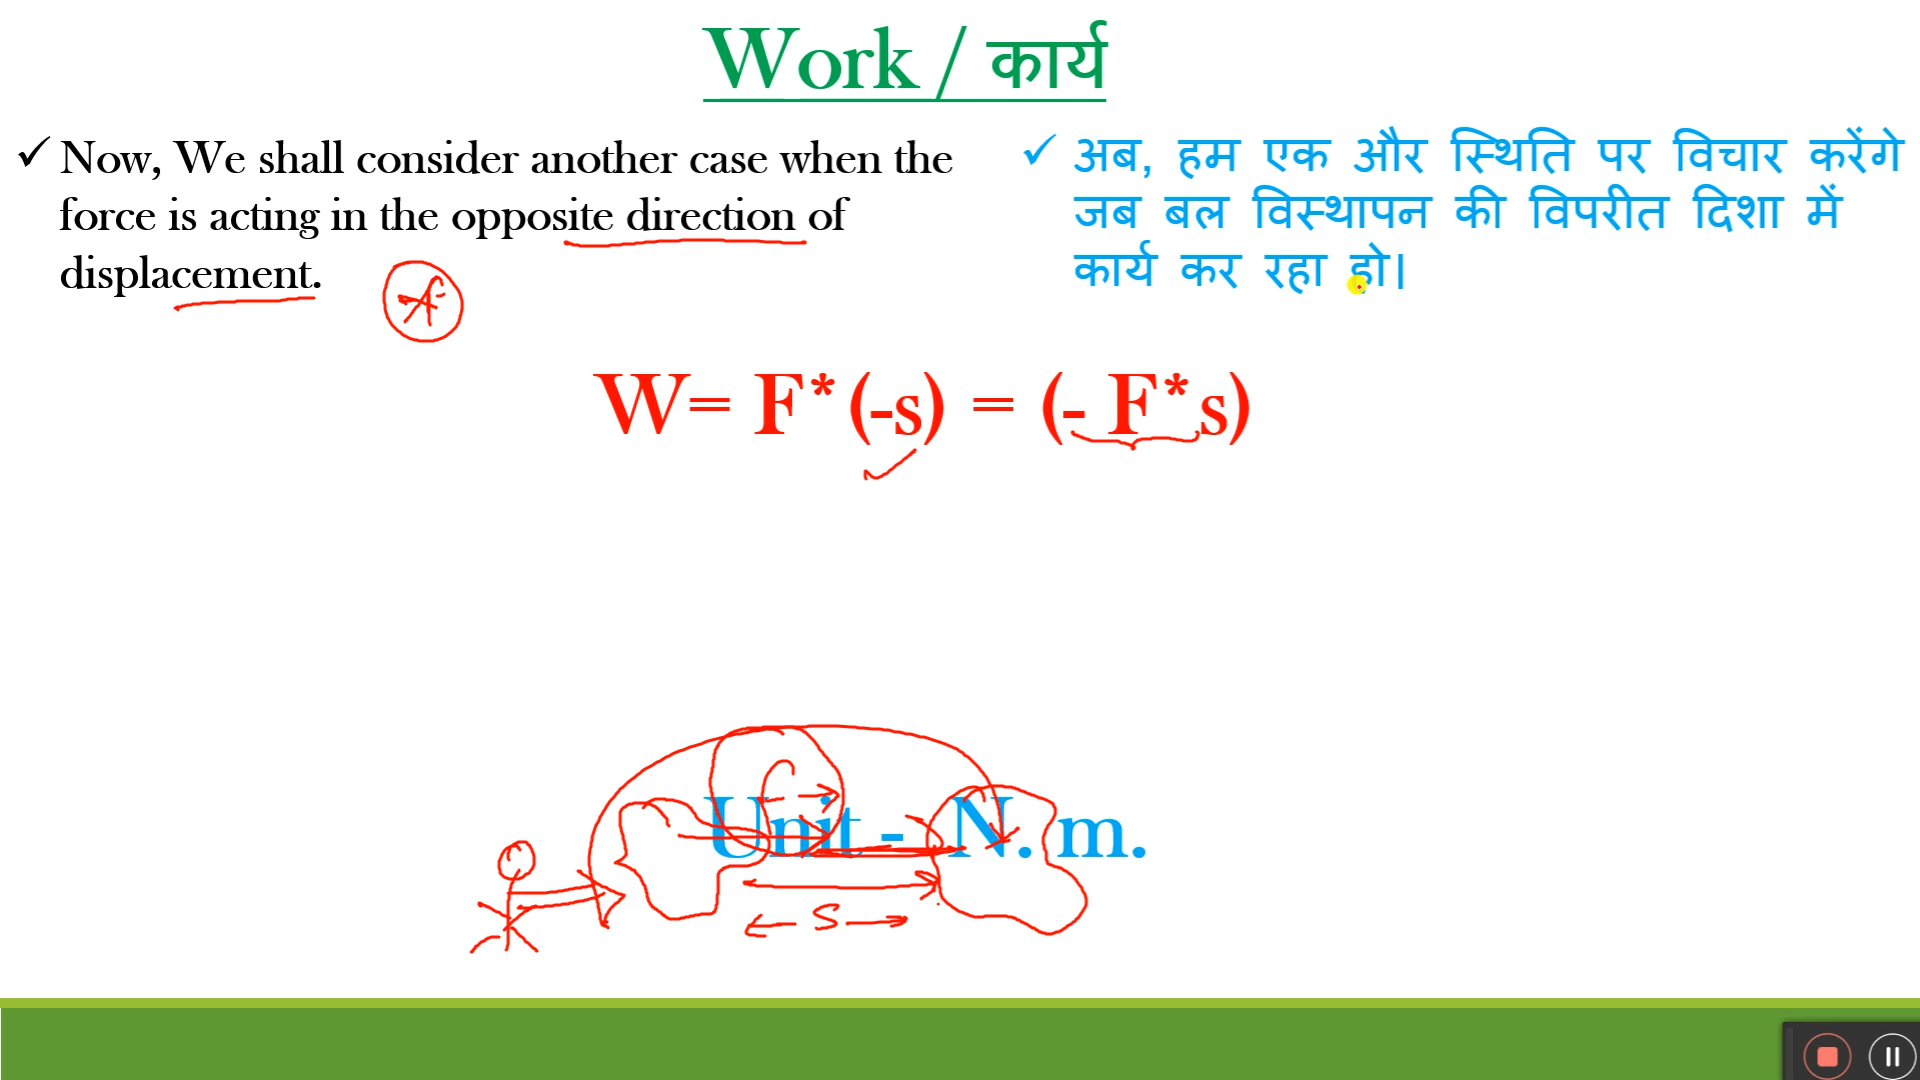 Work / कार्य
✓ Now, We shall consider another case when the
force is acting in the opposite direction of
displacement.
✓ अब, हम एक और स्थिति पर विचार करेंगे
जब बल विस्थापन की विपरीत दिशा में
कार्य कर रहा हो।
W= F*(-s) = (- F*s)
Unit - N. m.
S